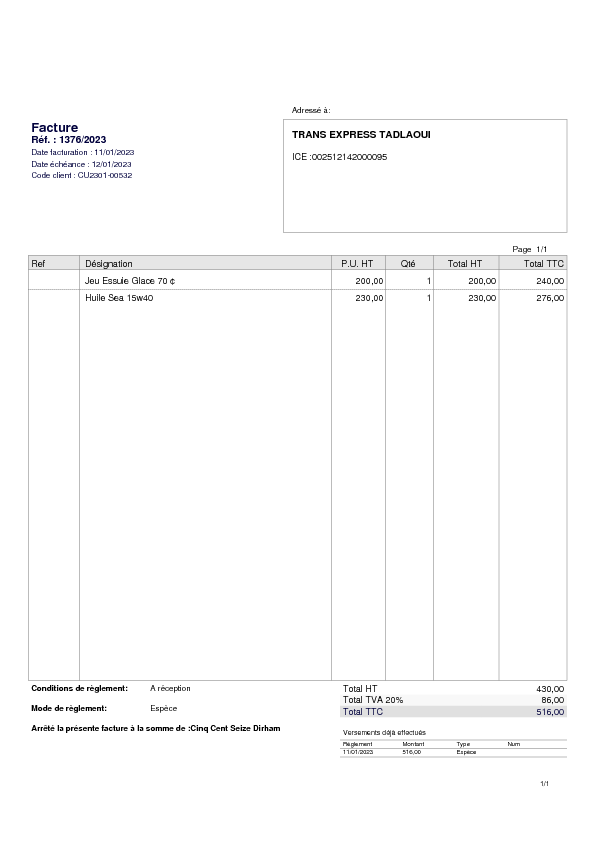 Adressé à:
Facture
Réf. : 1376/2023
Date facturation : 11/01/2023
Date échéance : 12/01/2023
Code client : CU2301-00532
TRANS EXPRESS TADLAOUI
ICE :002512142000095
Page 1/1
Ref Désignation P.U. HT Qté Total HT Total TTC
Jeu Essuie Glace 70 ¢ 200,00 1 200,00 240,00
Huile Sea 15w40 230,00 1 230,00 276,00
Conditions de règlement: A réception
Total HT 430,00
Total TVA 20% 86,00
Mode de règlement: Espèce
Total TTC 516,00
Arrêté la présente facture à la somme de :Cinq Cent Seize Dirham
Versements déjà effectués
Règlement Montant Type Num
11/01/2023 516,00 Espèce
1/1